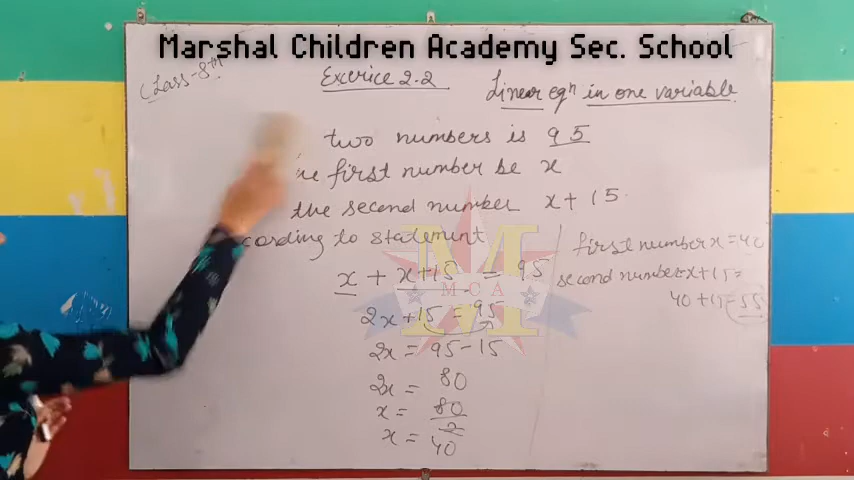 Marshal Children Academy Sec. School
Class-8th
Excerice 2.2
Linear eqn in one variable
two numbers is 95
first number be x
the second number x+15
cording to statement
x + x+15 = 95
2x+15 = 95
2x = 95-15
2x = 80
x = 80/2
x = 40
first number x = 40
second number x+15=
40+15=55
M
MCA